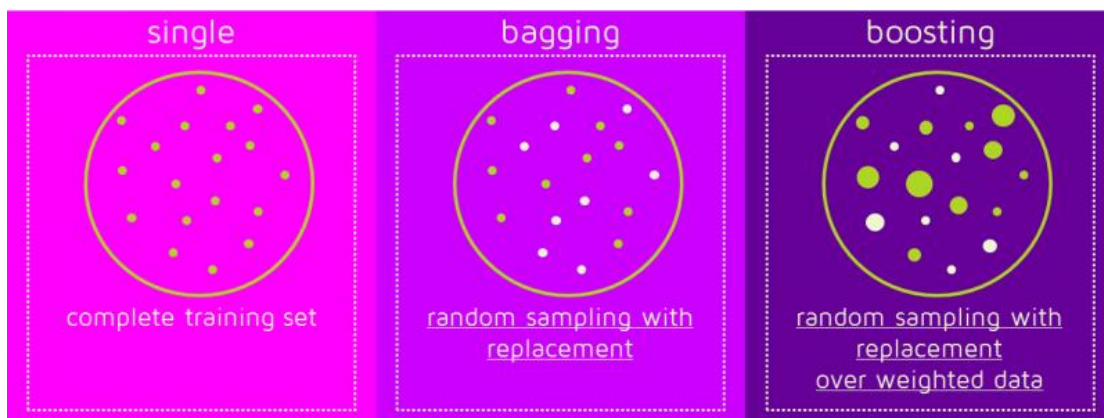 single
complete training set
bagging
random sampling with
replacement
boosting
random sampling with
replacement
over weighted data